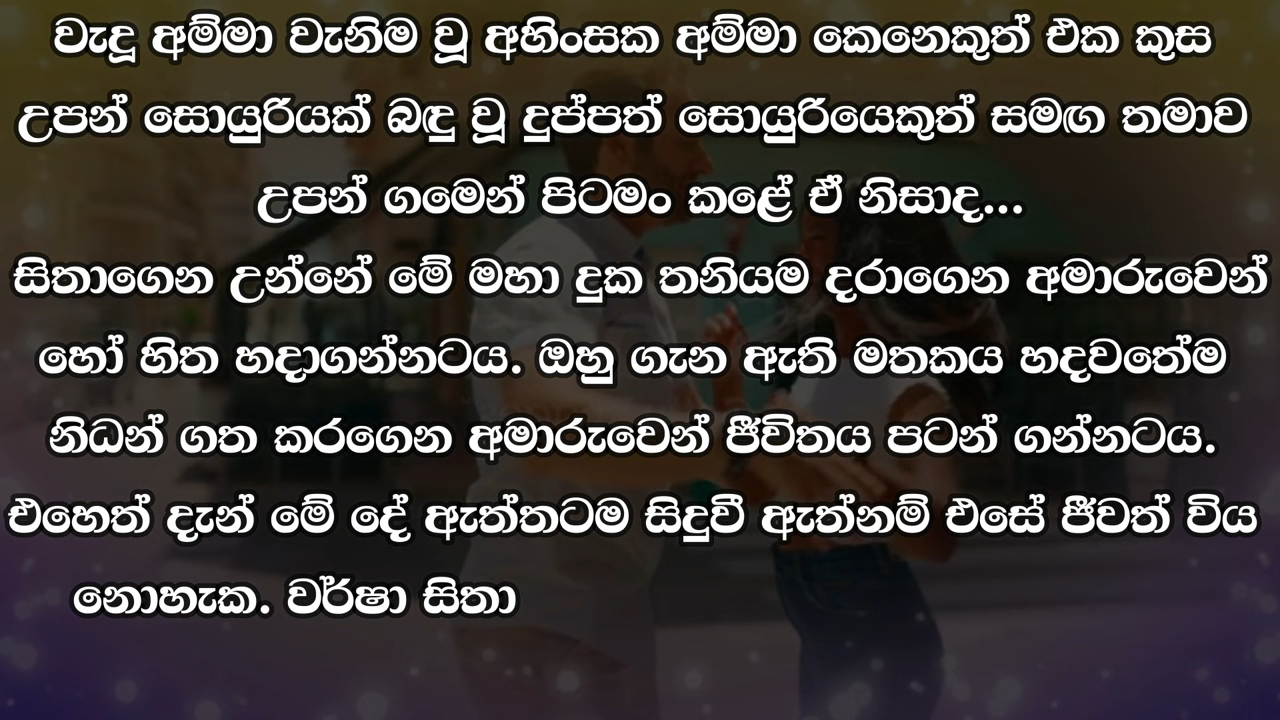 වැදූ අම්මා වැනිම වූ අහිංසක අම්මා කෙනෙකුත් එක කුස
උපන් සොයුරියක් බඳු වූ දුප්පත් සොයුරියෙකුත් සමඟ තමාව
උපන් ගමෙන් පිටමං කළේ ඒ නිසාද...
සිතාගෙන උන්නේ මේ මහා දුක තනියම දරාගෙන අමාරුවෙන්
හෝ හිත හදාගන්නටය. ඔහු ගැන ඇති මතකය හදවතේම
නිධන් ගත කරගෙන අමාරුවෙන් ජීවිතය පටන් ගන්නටය.
එහෙත් දැන් මේ දේ ඇත්තටම සිදුවී ඇත්නම් එසේ ජීවත් විය
නොහැක. වර්ෂා සිතා